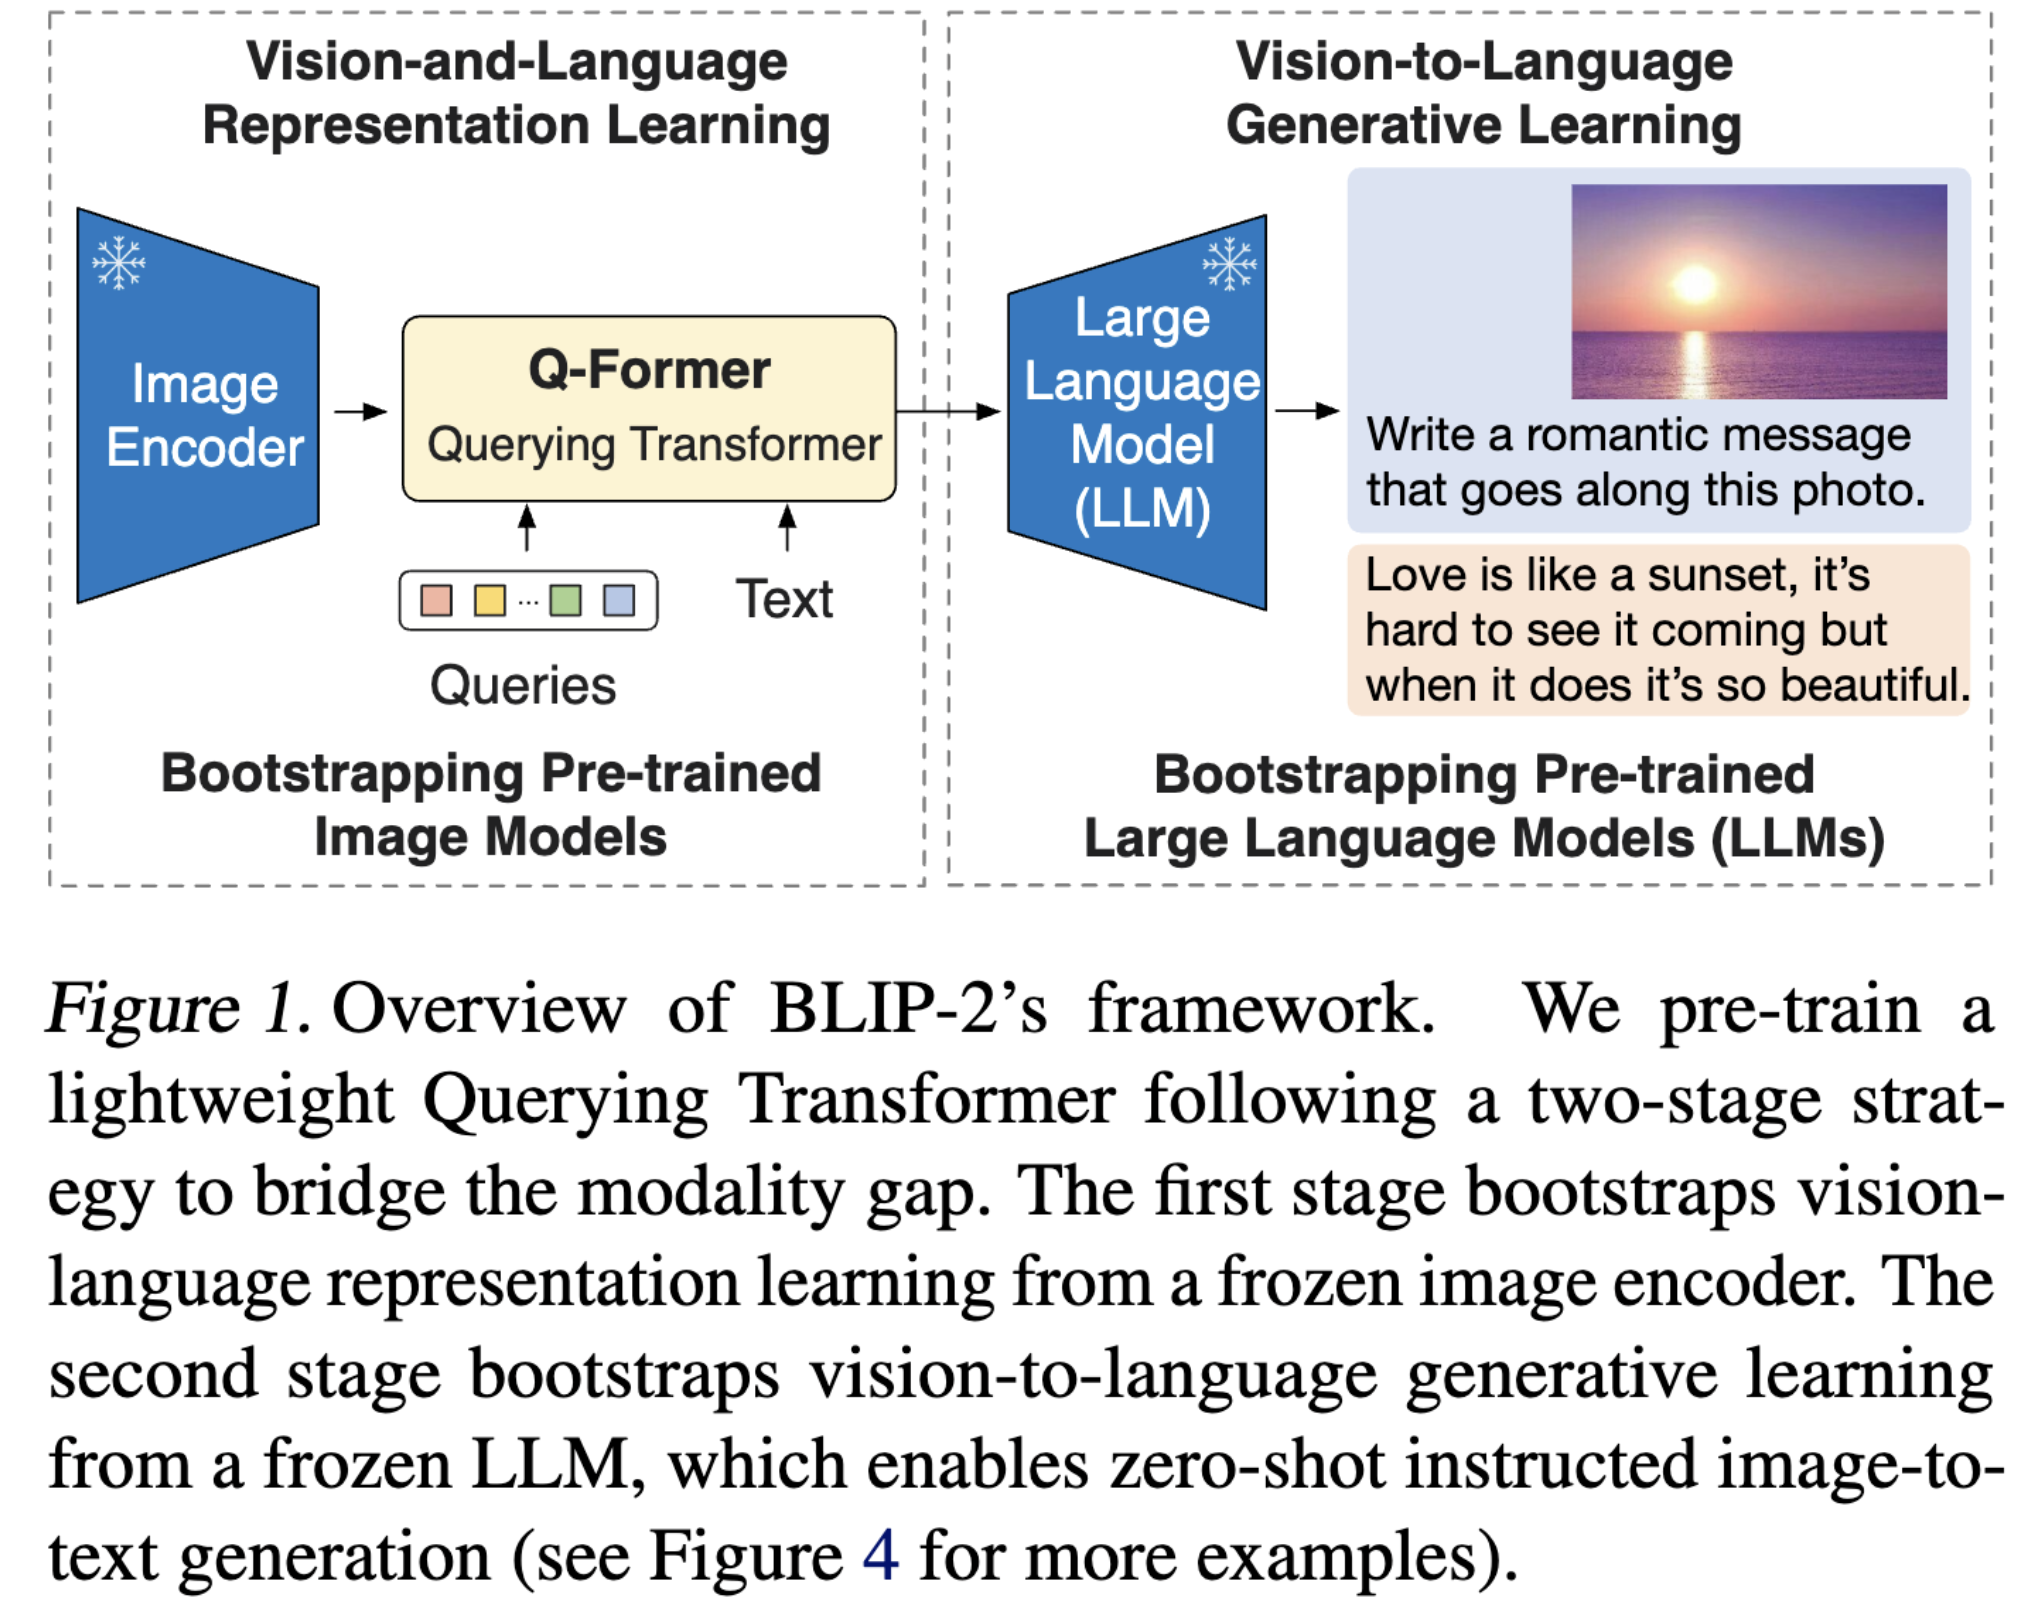 Vision-and-Language
Representation Learning
Image
Encoder
Q-Former
Querying Transformer
...
Queries
Text
Bootstrapping Pre-trained
Image Models
Vision-to-Language
Generative Learning
Large
Language
Model
(LLM)
Write a romantic message
that goes along this photo.
Love is like a sunset, it’s
hard to see it coming but
when it does it’s so beautiful.
Bootstrapping Pre-trained
Large Language Models (LLMs)
Figure 1. Overview of BLIP-2’s framework. We pre-train a
lightweight Querying Transformer following a two-stage strat-
egy to bridge the modality gap. The first stage bootstraps vision-
language representation learning from a frozen image encoder. The
second stage bootstraps vision-to-language generative learning
from a frozen LLM, which enables zero-shot instructed image-to-
text generation (see Figure 4 for more examples).